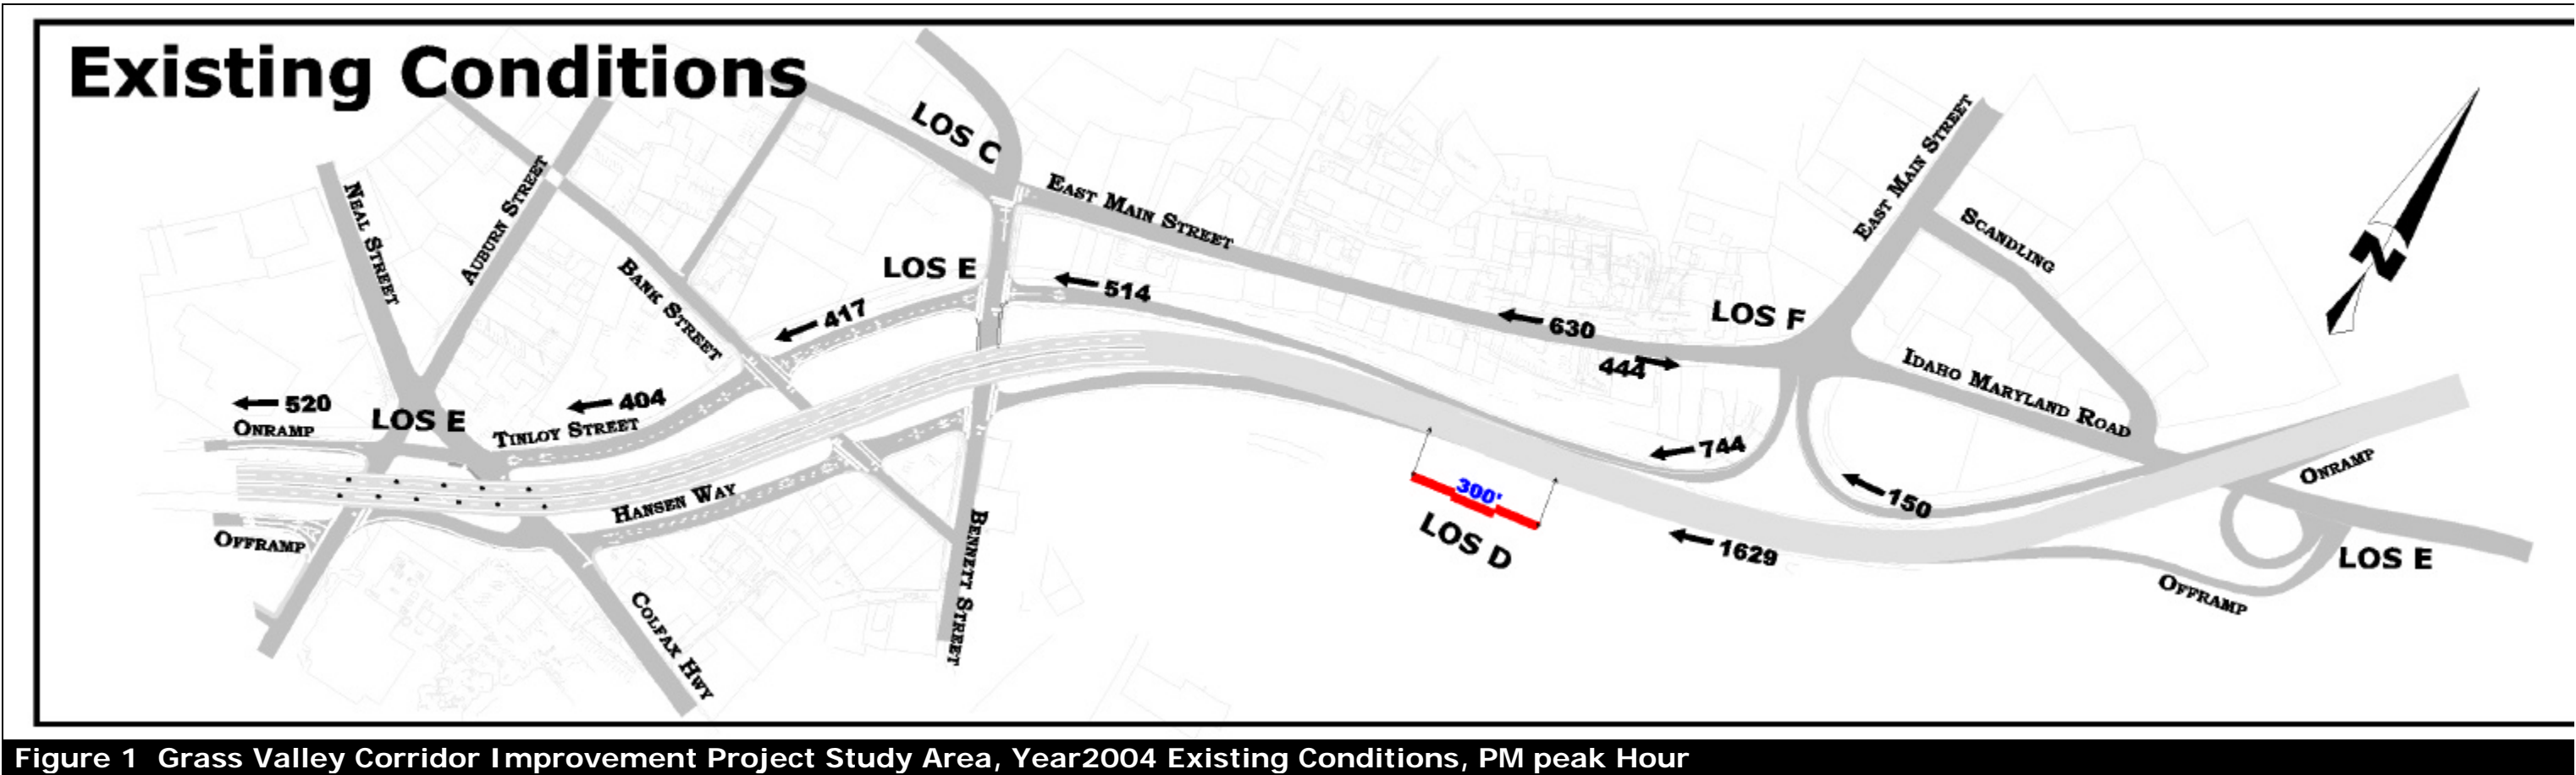 Existing Conditions
LOS C
EAST MAIN STREET
EAST MAIN STREET
SCANDLING
NEAL STREET
AUBURN STREET
BANK STREET
LOS E
514
417
630
444
LOS F
IDAHO MARYLAND ROAD
N
520
ONRAMP
LOS E
404
TINLOY STREET
744
150
ONRAMP
300'
LOS D
1629
HANSEN WAY
OFFRAMP
BENNETT STREET
COLFAX HWY
LOS E
OFFRAMP
Figure 1 Grass Valley Corridor Improvement Project Study Area, Year2004 Existing Conditions, PM peak Hour